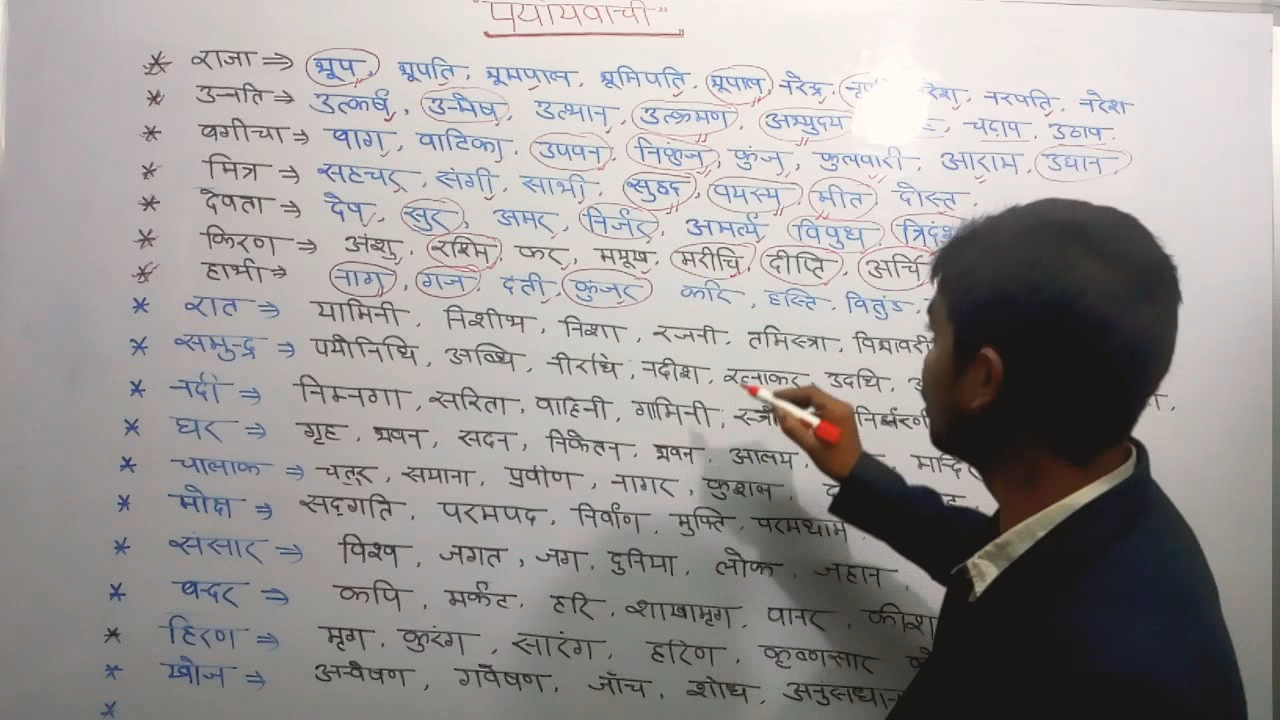 "पर्यायवाची"
* राजा ⇒ भूप, भूपति, भूमपाल, भूमिपति, भूपाल, नरेन्द्र, नरपति, नरेश
* उन्नति ⇒ उत्कर्ष, उन्मेष, उत्थान, उत्क्रमण, अभ्युदय चढाव, उठाव,
* बगीचा ⇒ बाग, वाटिका, उपवन, निकुंज, कुंज, फुलवारी, आराम, उद्यान
* मित्र ⇒ सहचर, संगी, साथी, सुहृद, वयस्य, मीत, दोस्त,
* देवता ⇒ देव, सुर, अमर, निर्जर, अमर्त्य, विवुध,
* किरण ⇒ अंशु, रश्मि, कर, मयूख, मरीचि, दीप्ति, अर्चि
* हाथी ⇒ नाग, गज, दंती, कुंजर, करि, हस्ति, वितुंड,
* रात ⇒ यामिनी, निशीथ, निशा, रजनी, तमिस्त्रा, विभावरी
* समुन्द्र ⇒ पयोनिधि, अब्धि, नीरधि, नदीश, रत्नाकर, उदधि,
* नदी ⇒ निम्नगा, सरिता, वाहिनी, गामिनी,
* घर ⇒ गृह, भवन, सदन, निकेतन, भवन, आलय,
* चालाक ⇒ चतुर, सयाना, प्रवीण, नागर, कुशल,
* मोक्ष ⇒ सद्गति, परमपद, निर्वाण, मुक्ति, परमधाम
* संसार ⇒ विश्व, जगत, जग, दुनिया, लोक, जहान,
* बन्दर ⇒ कपि, मर्कट, हरि, शाखामृग, वानर, कीश
* हिरण ⇒ मृग, कुरंग, सारंग, हरिण, कृष्णसार
* खोज ⇒ अन्वेषण, गवेषण, जाँच, शोध,
*